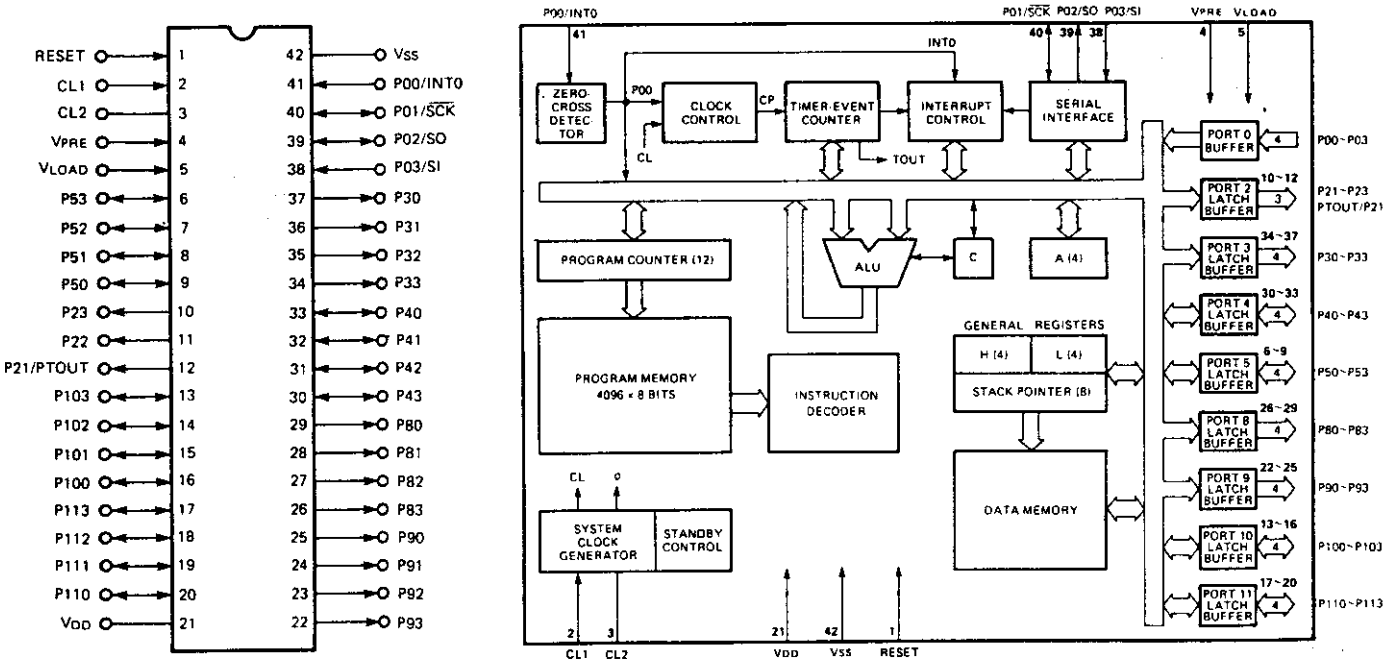 RESET 1 42 VSS
CL1 2 41 P00/INT0
CL2 3 40 P01/SCK
VPRE 4 39 P02/SO
VLOAD 5 38 P03/SI
P53 6 37 P30
P52 7 36 P31
P51 8 35 P32
P50 9 34 P33
P23 10 33 P40
P22 11 32 P41
P21/PTOUT 12 31 P42
P103 13 30 P43
P102 14 29 P80
P101 15 28 P81
P100 16 27 P82
P113 17 26 P83
P112 18 25 P90
P111 19 24 P91
P110 20 23 P92
VDD 21 22 P93
P00/INT0 P01/SCK P02/SO P03/SI VPRE VLOAD
41 40 39 38 4 5
INT0
ZERO-
CROSS
DETEC-
TOR
P00
CL
CLOCK
CONTROL
CP
TIMER-EVENT
COUNTER
TOUT
INTERRUPT
CONTROL
SERIAL
INTERFACE
PROGRAM COUNTER (12)
ALU
C
A (4)
PROGRAM MEMORY
4096 × 8 BITS
INSTRUCTION
DECODER
GENERAL REGISTERS
H (4) L (4)
STACK POINTER (8)
DATA MEMORY
CL
SYSTEM
CLOCK
GENERATOR
STANDBY
CONTROL
2 3 21 42 1
CL1 CL2 VDD VSS RESET
PORT 0
BUFFER
4
P00~P03
PORT 2
LATCH
BUFFER
10~12
3
P21~P23
PTOUT/P21
PORT 3
LATCH
BUFFER
34~37
4
P30~P33
PORT 4
LATCH
BUFFER
30~33
4
P40~P43
PORT 5
LATCH
BUFFER
6~9
4
P50~P53
PORT 8
LATCH
BUFFER
26~29
4
P80~P83
PORT 9
LATCH
BUFFER
22~25
4
P90~P93
PORT 10
LATCH
BUFFER
13~16
4
P100~P103
PORT 11
LATCH
BUFFER
17~20
4
P110~P113